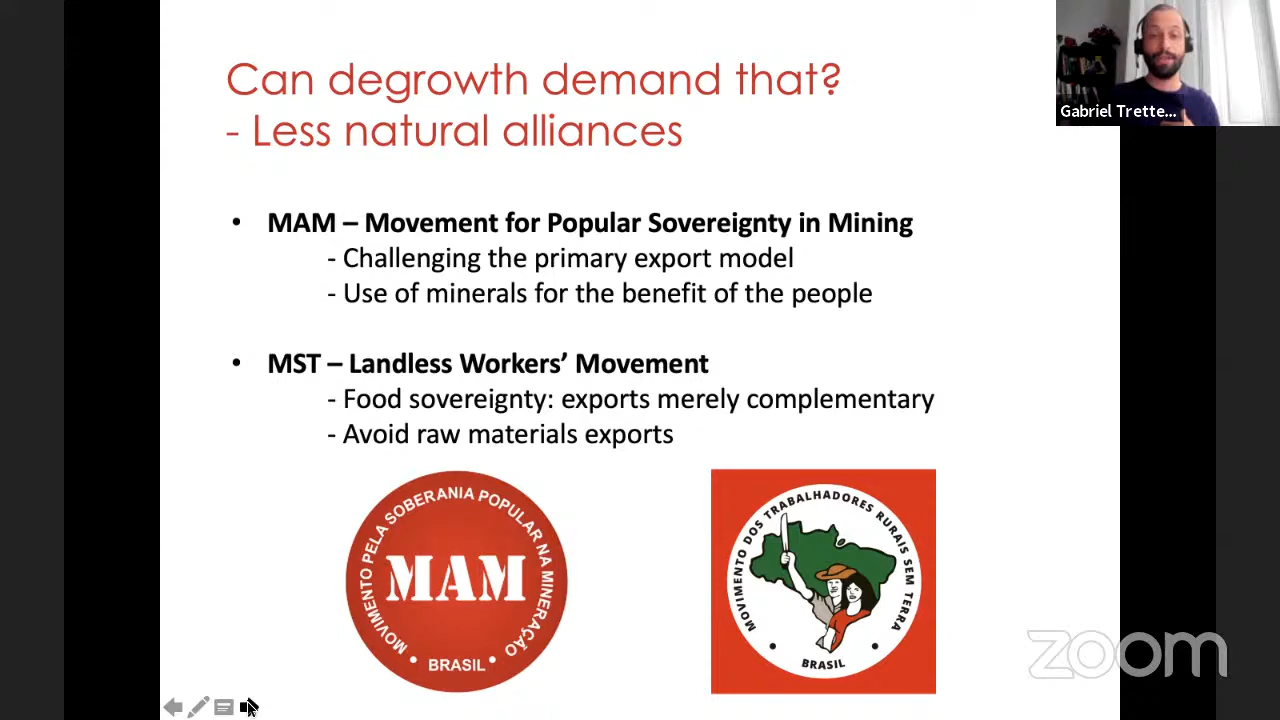 Can degrowth demand that?
- Less natural alliances
Gabriel Trette...
• MAM – Movement for Popular Sovereignty in Mining
- Challenging the primary export model
- Use of minerals for the benefit of the people
• MST – Landless Workers’ Movement
- Food sovereignty: exports merely complementary
- Avoid raw materials exports
MOVIMENTO PELA SOBERANIA POPULAR NA MINERAÇÃO
MAM
• BRASIL •
MOVIMENTO DOS TRABALHADORES RURAIS SEM TERRA
• BRASIL •
zoom